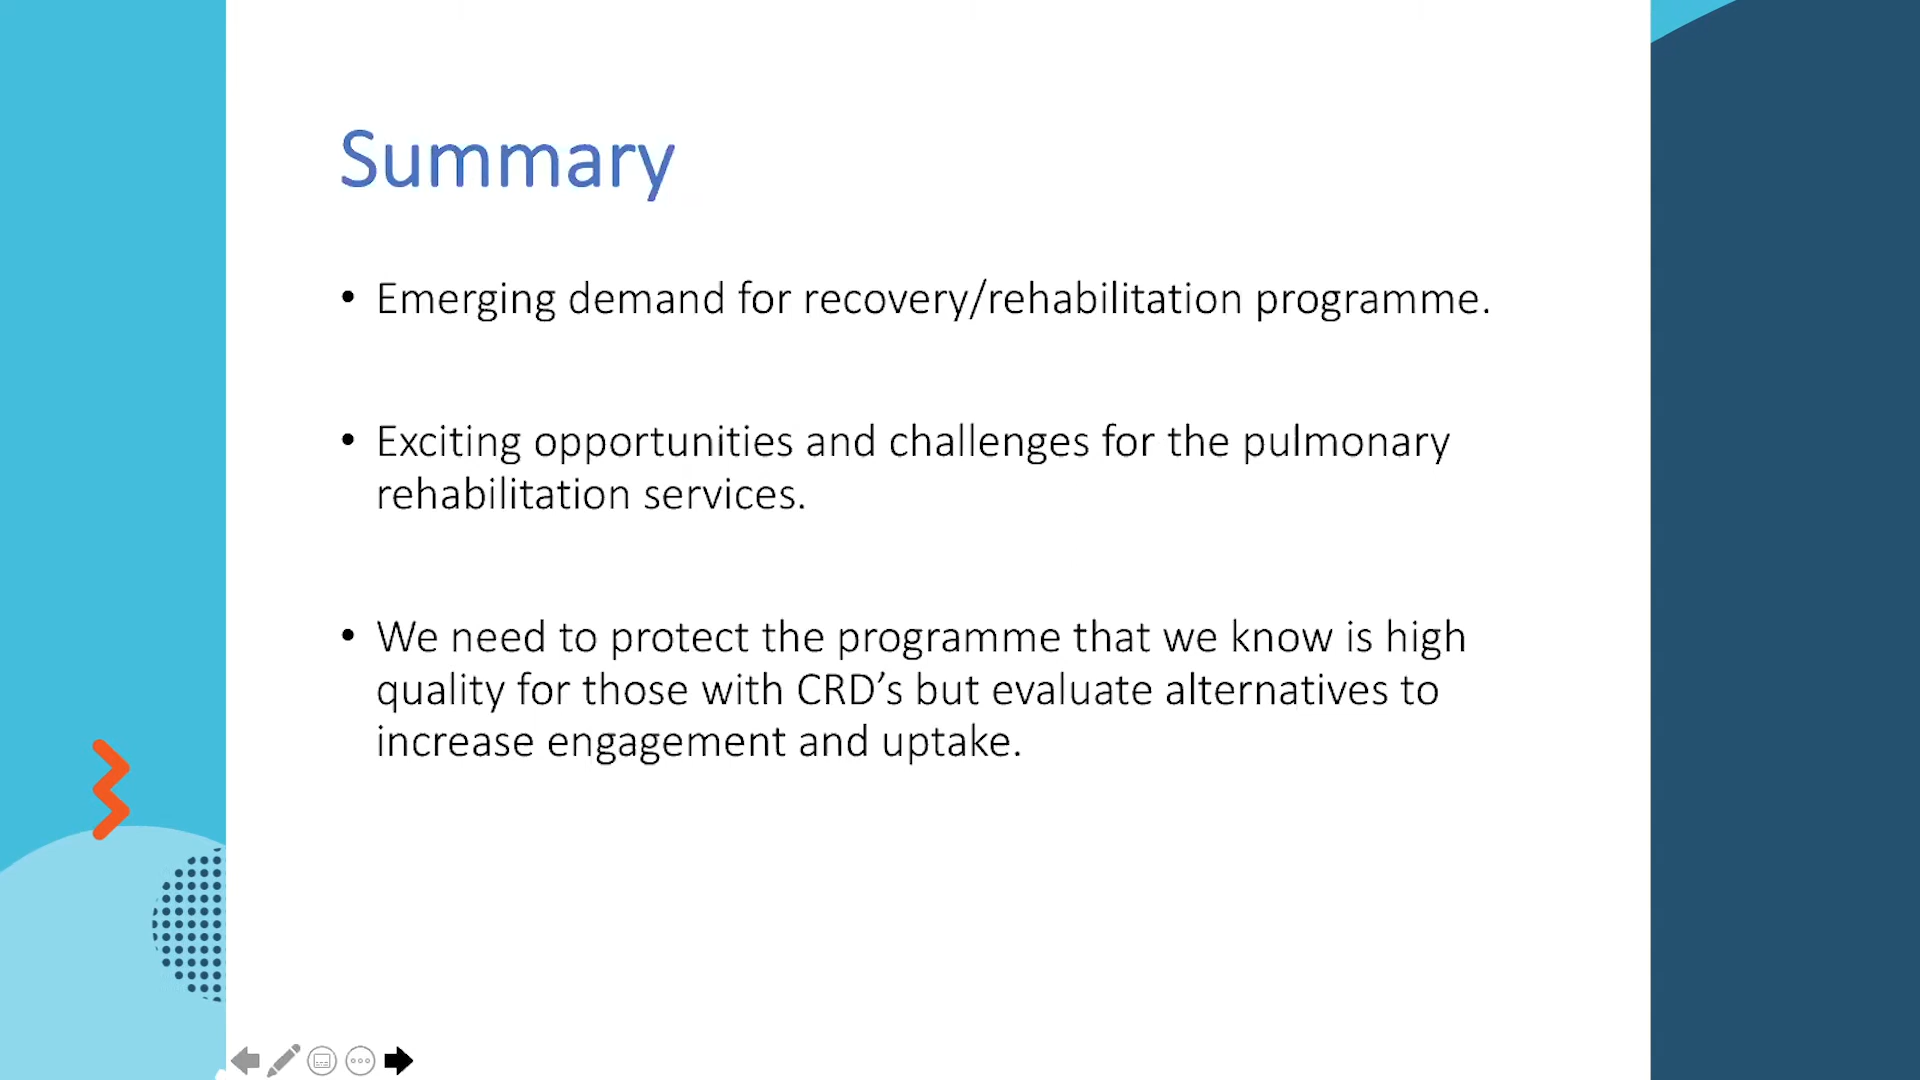 Summary
• Emerging demand for recovery/rehabilitation programme.
• Exciting opportunities and challenges for the pulmonary
rehabilitation services.
• We need to protect the programme that we know is high
quality for those with CRD’s but evaluate alternatives to
increase engagement and uptake.